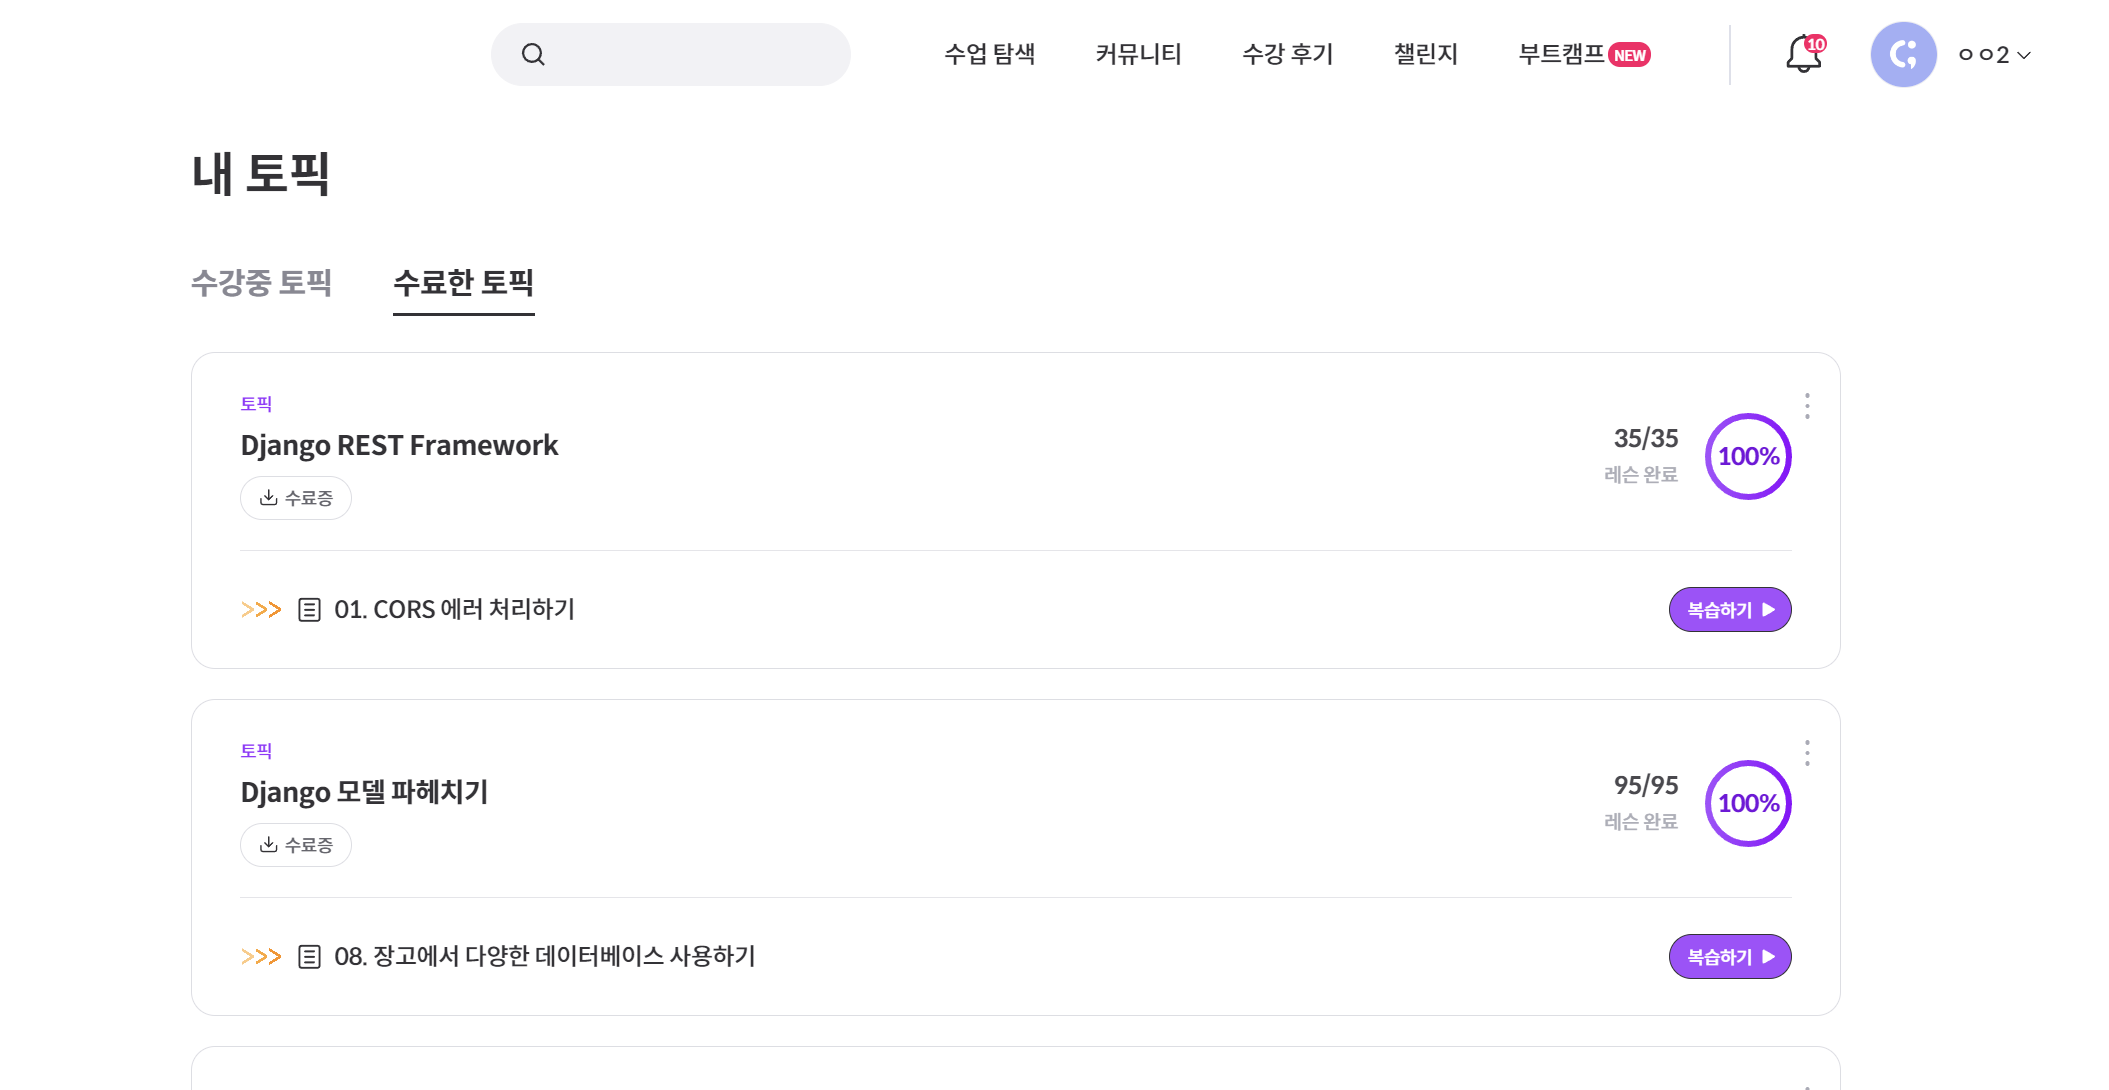 수업 탐색 커뮤니티 수강 후기 챌린지 부트캠프 NEW 10 ㅇㅇ2
내 토픽
수강중 토픽 수료한 토픽
토픽
Django REST Framework
35/35
레슨 완료
100%
수료증
>>> 01. CORS 에러 처리하기 복습하기
토픽
Django 모델 파헤치기
95/95
레슨 완료
100%
수료증
>>> 08. 장고에서 다양한 데이터베이스 사용하기 복습하기